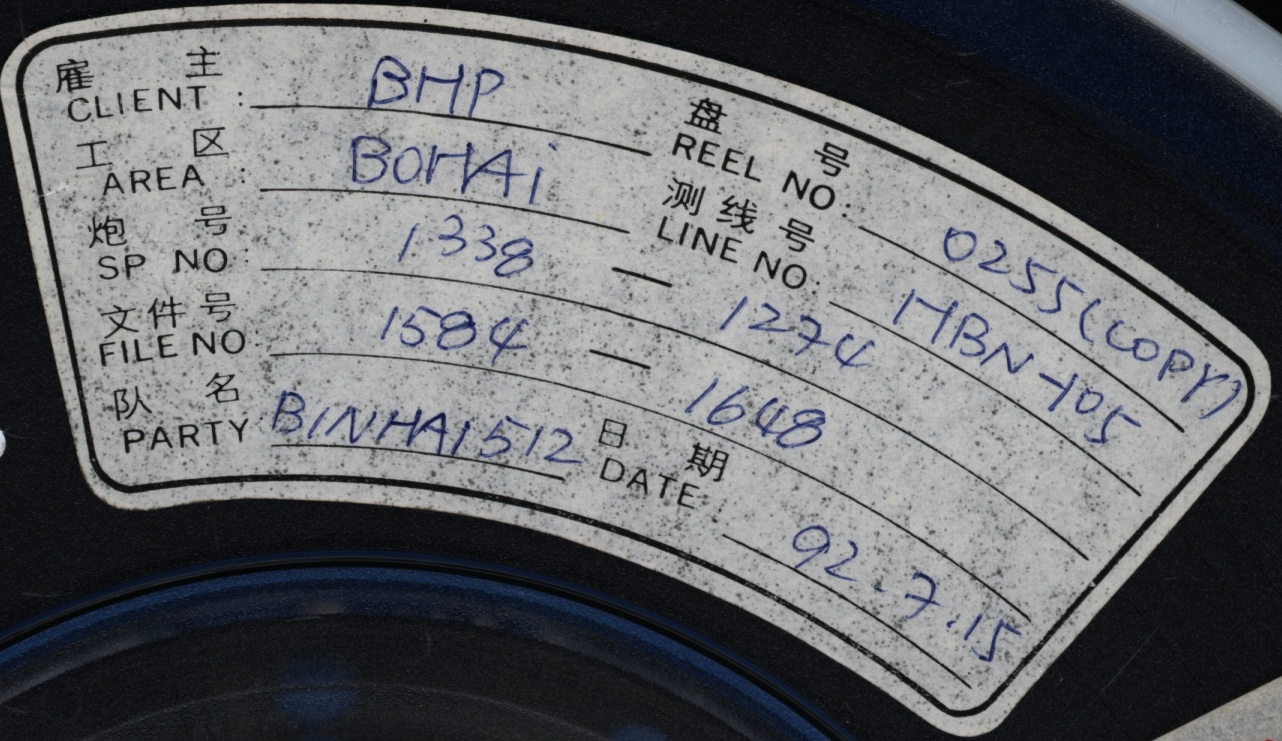 雇 主 BHP 盘 号
CLIENT : REEL NO: 0255(COPY)
工 区 BOHAi 测 线 号
AREA : LINE NO: HBN-105
炮 号 1338 — 1274
SP NO:
文件号 1584 — 1648
FILE NO:
队 名 BINHAI512 日 期 92.7.15
PARTY DATE: